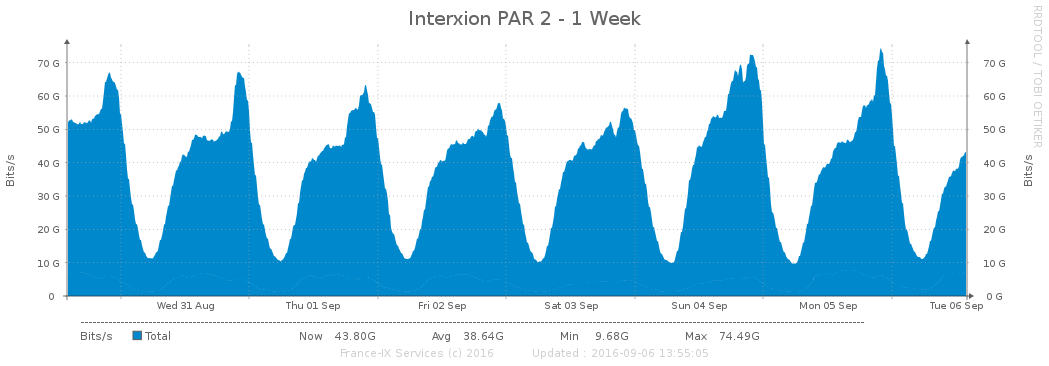 Interxion PAR 2 - 1 Week
RRDTOOL / TOBI OETIKER
Bits/s
70 G 70 G
60 G 60 G
50 G 50 G
40 G 40 G
30 G 30 G
20 G 20 G
10 G 10 G
0 0 G
Bits/s
Wed 31 Aug Thu 01 Sep Fri 02 Sep Sat 03 Sep Sun 04 Sep Mon 05 Sep Tue 06 Sep
Bits/s Total Now 43.80G Avg 38.64G Min 9.68G Max 74.49G
France-IX Services (c) 2016 Updated : 2016-09-06 13:55:05